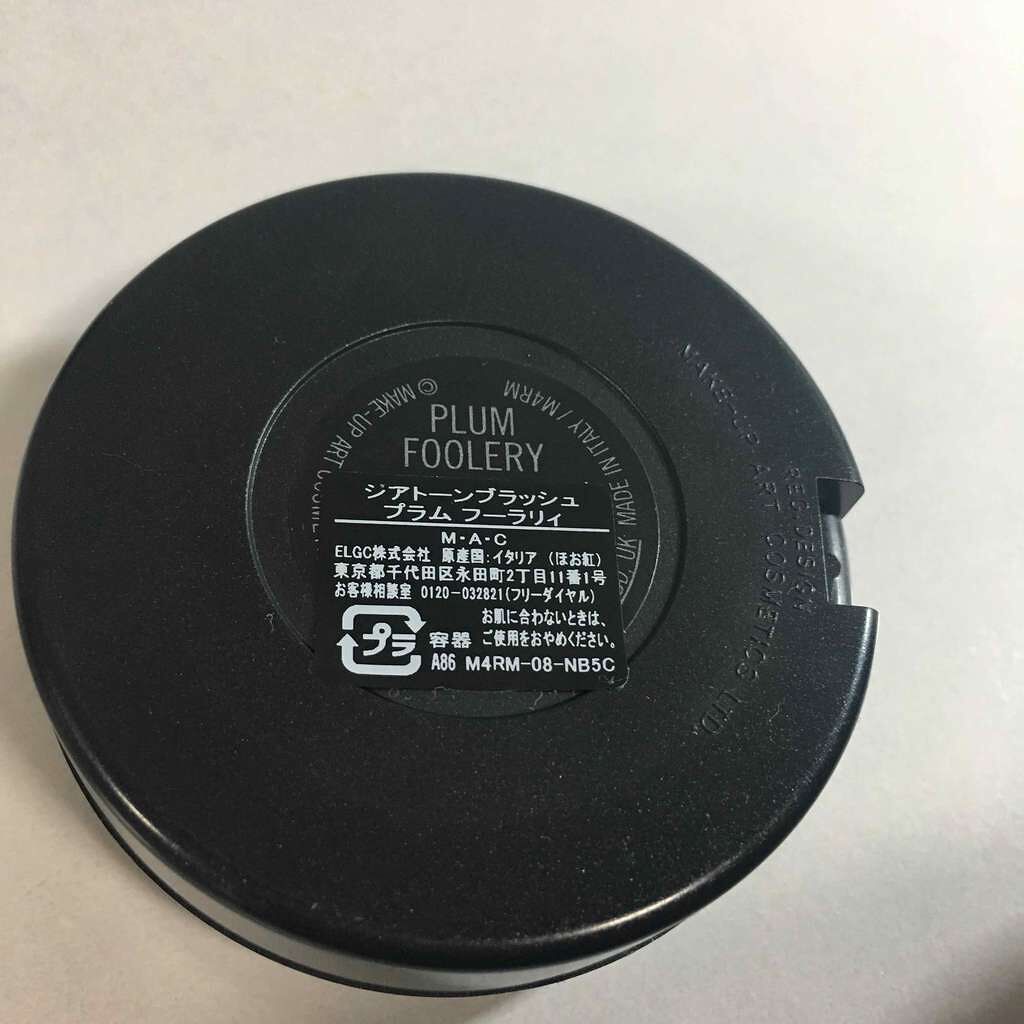 PLUM
FOOLERY
© MAKE-UP ART
UK MADE IN ITALY / M4RM
ジアトーンブラッシュ
プラム フーラリィ
M・A・C
ELGC株式会社 原産国:イタリア (ほお紅)
東京都千代田区永田町2丁目11番1号
お客様相談室 0120-032821(フリーダイヤル)
お肌に合わないときは、
プラ 容器 ご使用をおやめください。
A86 M4RM-08-NB5C
MAKE-UP ART COSMETICS LTD.
REG.DESIGN